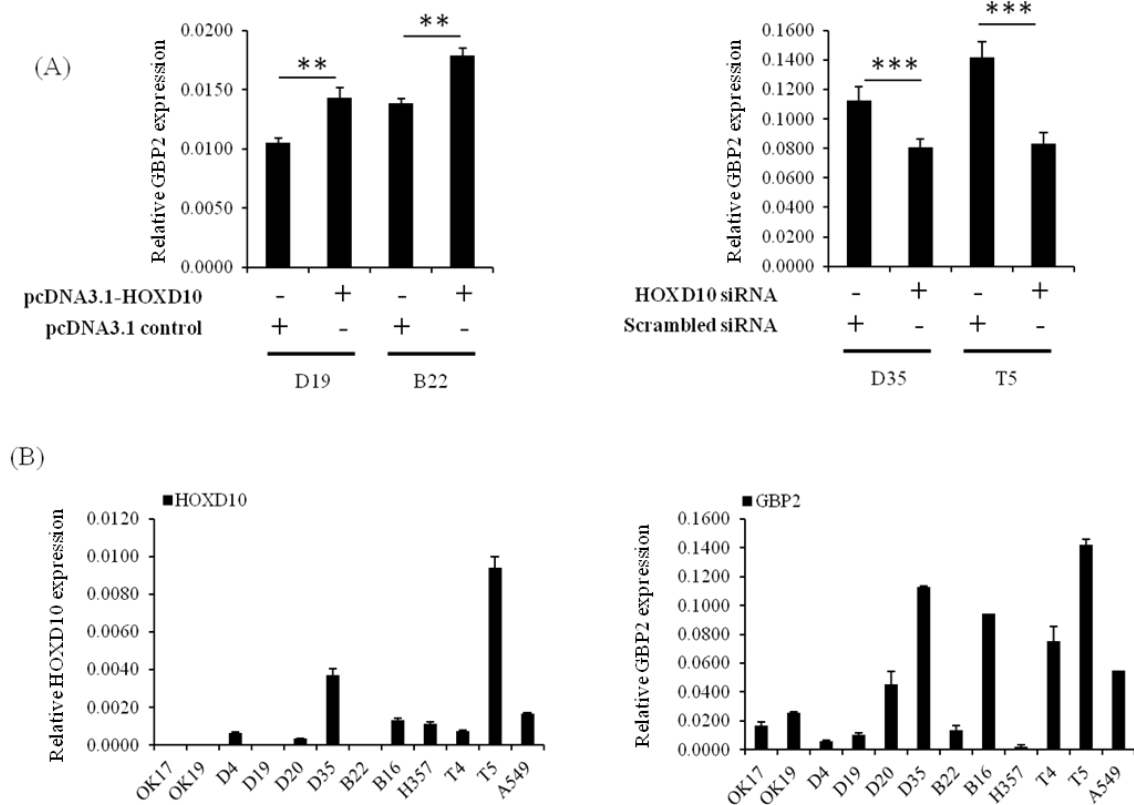 (A)
Relative GBP2 expression
0.0200
0.0150
0.0100
0.0050
0.0000
** **
pcDNA3.1-HOXD10 - + - +
pcDNA3.1 control + - + -
D19 B22
Relative GBP2 expression
0.1600
0.1400
0.1200
0.1000
0.0800
0.0600
0.0400
0.0200
0.0000
*** ***
HOXD10 siRNA - + - +
Scrambled siRNA + - + -
D35 T5
(B)
HOXD10
Relative HOXD10 expression
0.0120
0.0100
0.0080
0.0060
0.0040
0.0020
0.0000
OK17 OK19 D4 D19 D20 D35 B22 B16 H357 T4 T5 A549
GBP2
Relative GBP2 expression
0.1600
0.1400
0.1200
0.1000
0.0800
0.0600
0.0400
0.0200
0.0000
OK17 OK19 D4 D19 D20 D35 B22 B16 H357 T4 T5 A549